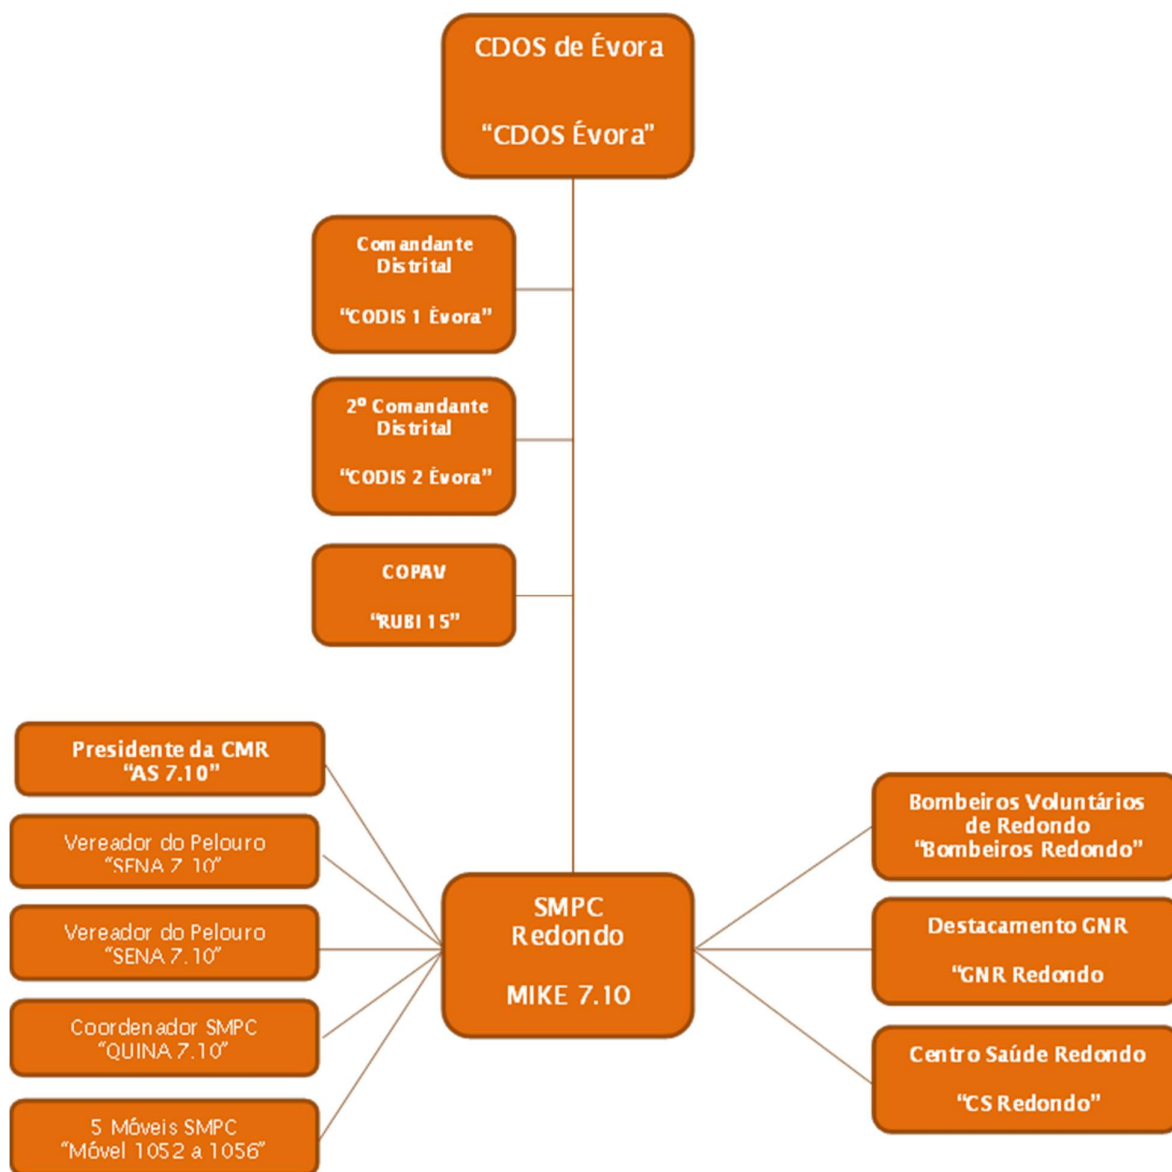 CDOS de Évora
“CDOS Évora”
Comandante
Distrital
“CODIS 1 Évora”
2º Comandante
Distrital
“CODIS 2 Évora”
COPAV
“RUBI 15”
Presidente da CMR
“AS 7.10”
Vereador do Pelouro
“SENA 7.10”
Vereador do Pelouro
“SENA 7.10”
Coordenador SMPC
“QUINA 7.10”
5 Móveis SMPC
“Móvel 1052 a 1056”
SMPC
Redondo
MIKE 7.10
Bombeiros Voluntários
de Redondo
“Bombeiros Redondo”
Destacamento GNR
“GNR Redondo
Centro Saúde Redondo
“CS Redondo”